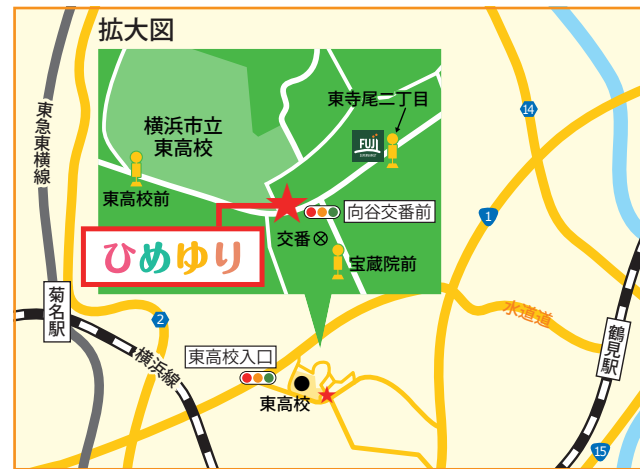 拡大図
東急東横線
横浜市立
東高校
東寺尾二丁目
FUJI
東高校前
向谷交番前
ひめゆり
交番
宝蔵院前
14
1
2
菊名駅
横浜線
東高校入口
東高校
水道道
鶴見駅
15